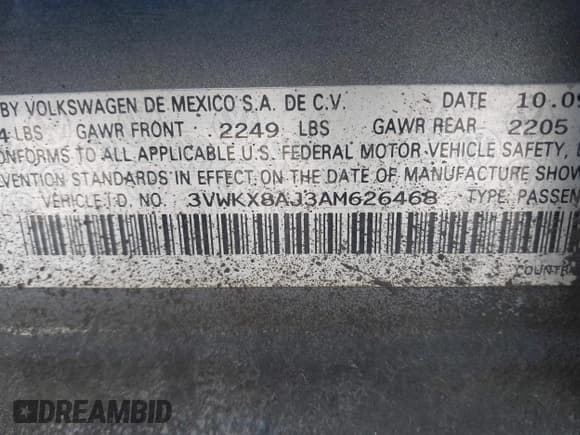 BY VOLKSWAGEN DE MEXICO S.A. DE C.V. DATE 10.09
4 LBS GAWR FRONT 2249 LBS GAWR REAR 2205
CONFORMS TO ALL APPLICABLE U.S. FEDERAL MOTOR VEHICLE SAFETY,
VENTION STANDARDS IN EFFECT ON THE DATE OF MANUFACTURE SHOW
VEHICLE I.D. NO. 3VWKX8AJ3AM626468 TYPE: PASSEN
COUNTR
DREAMBID